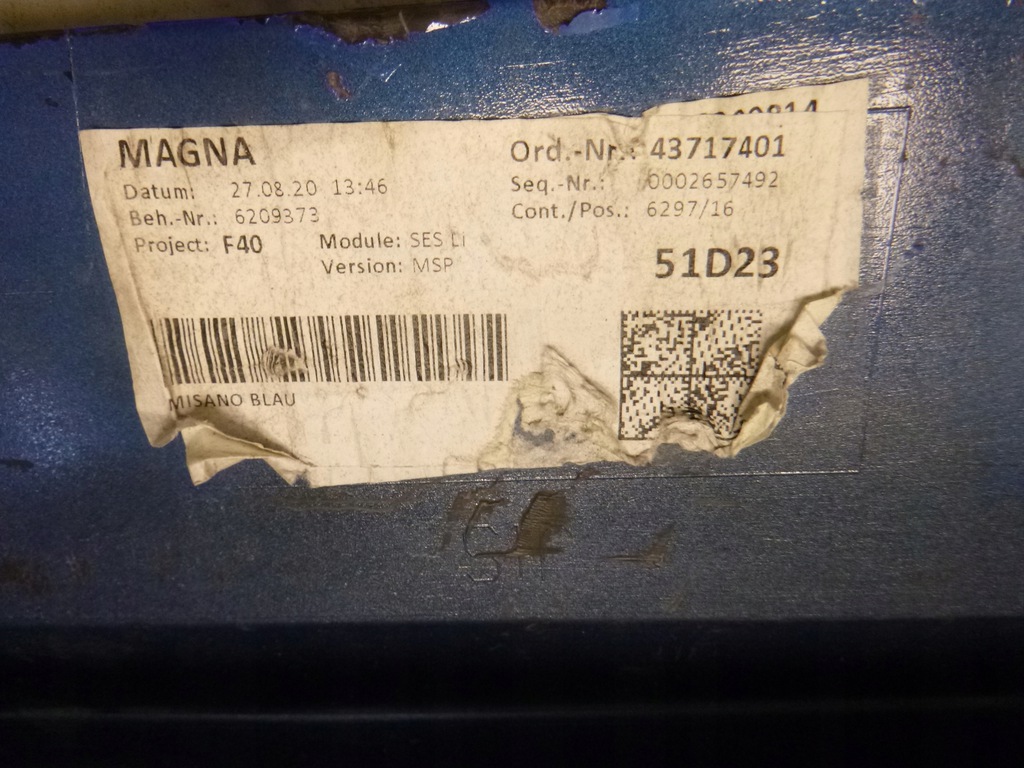 MAGNA
Datum: 27.08.20 13:46
Beh.-Nr.: 6209373
Project: F40 Module: SES Li
Version: MSP
Ord.-Nr.: 43717401
Seq.-Nr.: 0002657492
Cont./Pos.: 6297/16
51D23
MISANO BLAU